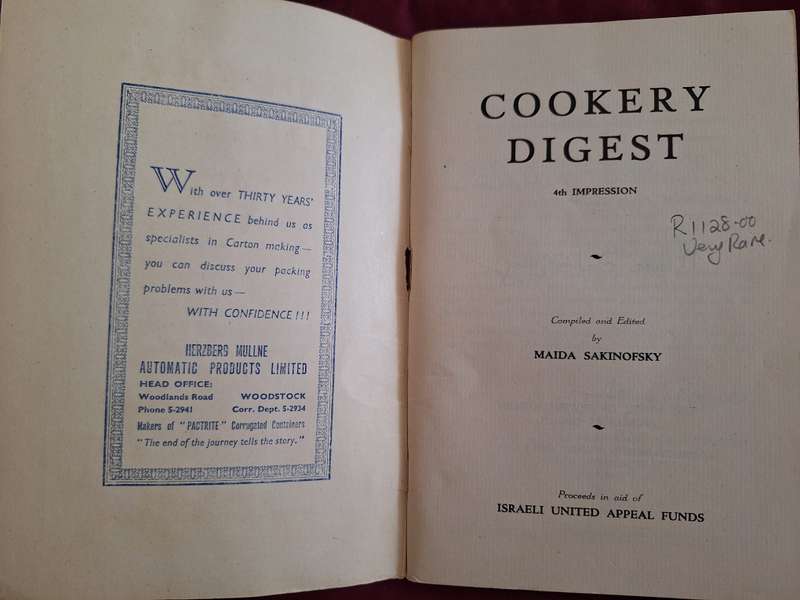 With over THIRTY YEARS'
EXPERIENCE behind us as
specialists in Carton making—
you can discuss your packing
problems with us—
WITH CONFIDENCE!!!
HERZBERG MULLNE
AUTOMATIC PRODUCTS LIMITED
HEAD OFFICE:
Woodlands Road WOODSTOCK
Phone 5-2941 Corr. Dept. 5-2934
Makers of "PACTRITE" Corrugated Containers
"The end of the journey tells the story."
COOKERY
DIGEST
4th IMPRESSION
R1128-00
Very Rare.
Compiled and Edited
by
MAIDA SAKINOFSKY
Proceeds in aid of
ISRAELI UNITED APPEAL FUNDS